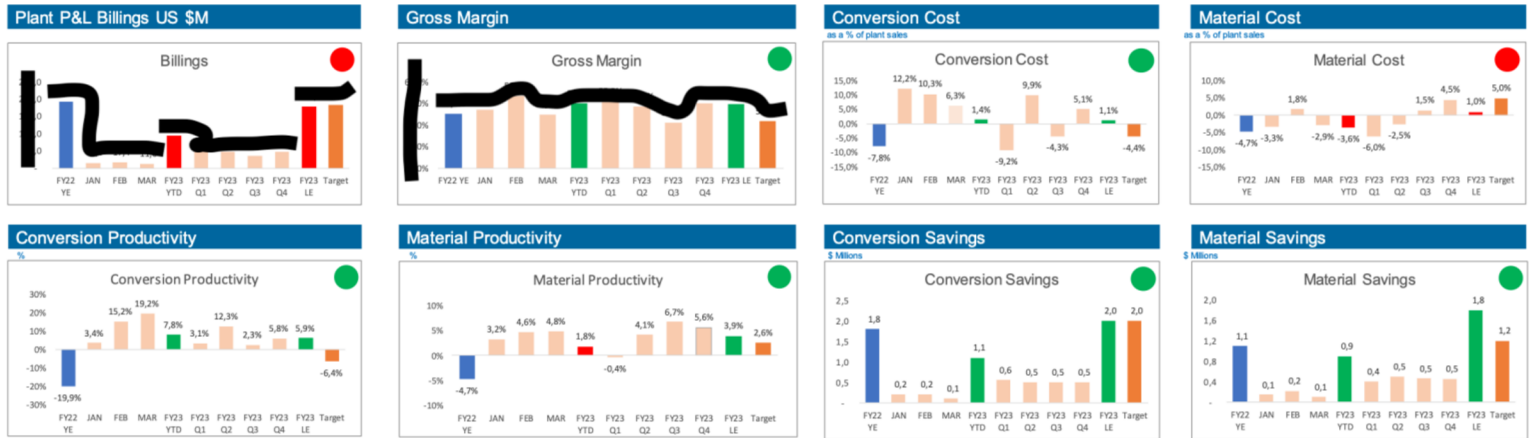 Plant P&L Billings US $M
Billings
FY22 YE JAN FEB MAR FY23 YTD FY23 Q1 FY23 Q2 FY23 Q3 FY23 Q4 FY23 LE Target
Gross Margin
Gross Margin
FY22 YE JAN FEB MAR FY23 YTD FY23 Q1 FY23 Q2 FY23 Q3 FY23 Q4 FY23 LE Target
Conversion Cost
as a % of plant sales
Conversion Cost
15,0%
10,0%
5,0%
0,0%
-5,0%
-10,0%
-15,0%
-7,8% 12,2% 10,3% 6,3% 1,4% -9,2% 9,9% -4,3% 5,1% 1,1% -4,4%
FY22 YE JAN FEB MAR FY23 YTD FY23 Q1 FY23 Q2 FY23 Q3 FY23 Q4 FY23 LE Target
Material Cost
as a % of plant sales
Material Cost
10,0%
5,0%
0,0%
-5,0%
-10,0%
-15,0%
-4,7% -3,3% 1,8% -2,9% -3,6% -6,0% -2,5% 1,5% 4,5% 1,0% 5,0%
FY22 YE JAN FEB MAR FY23 YTD FY23 Q1 FY23 Q2 FY23 Q3 FY23 Q4 FY23 LE Target
Conversion Productivity
%
Conversion Productivity
30%
20%
10%
0%
-10%
-20%
-30%
-19,9% 3,4% 15,2% 19,2% 7,8% 3,1% 12,3% 2,3% 5,8% 5,9% -6,4%
FY22 YE JAN FEB MAR FY23 YTD FY23 Q1 FY23 Q2 FY23 Q3 FY23 Q4 FY23 LE Target
Material Productivity
%
Material Productivity
10%
5%
0%
-5%
-10%
-4,7% 3,2% 4,6% 4,8% 1,8% -0,4% 4,1% 6,7% 5,6% 3,9% 2,6%
FY22 YE JAN FEB MAR FY23 YTD FY23 Q1 FY23 Q2 FY23 Q3 FY23 Q4 FY23 LE Target
Conversion Savings
$ Millions
Conversion Savings
2,5
2,0
1,5
1,0
0,5
-
1,8 0,2 0,2 0,1 1,1 0,6 0,5 0,5 0,5 2,0 2,0
FY22 YE JAN FEB MAR FY23 YTD FY23 Q1 FY23 Q2 FY23 Q3 FY23 Q4 FY23 LE Target
Material Savings
$ Millions
Material Savings
2,0
1,6
1,2
0,8
0,4
-
1,1 0,1 0,2 0,1 0,9 0,4 0,5 0,5 0,5 1,8 1,2
FY22 YE JAN FEB MAR FY23 YTD FY23 Q1 FY23 Q2 FY23 Q3 FY23 Q4 FY23 LE Target